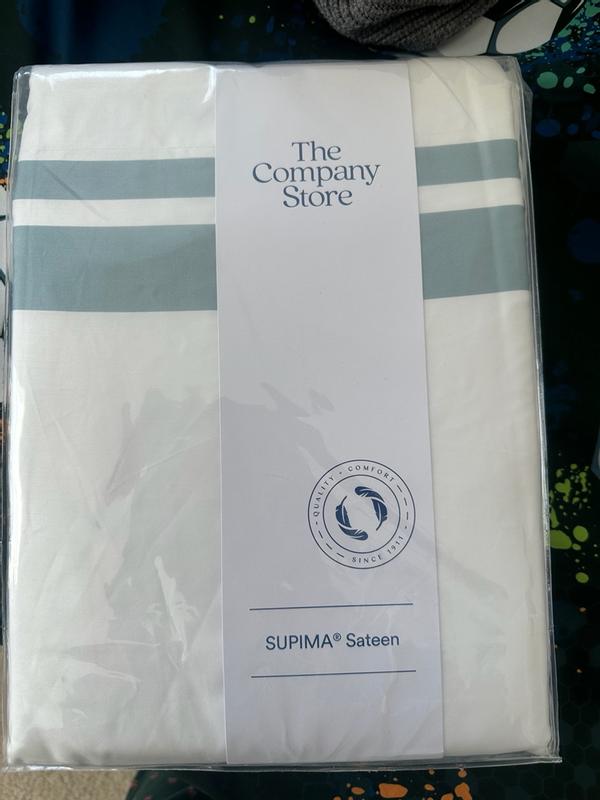 The
Company
Store
QUALITY • COMFORT
SINCE 1911
SUPIMA® Sateen